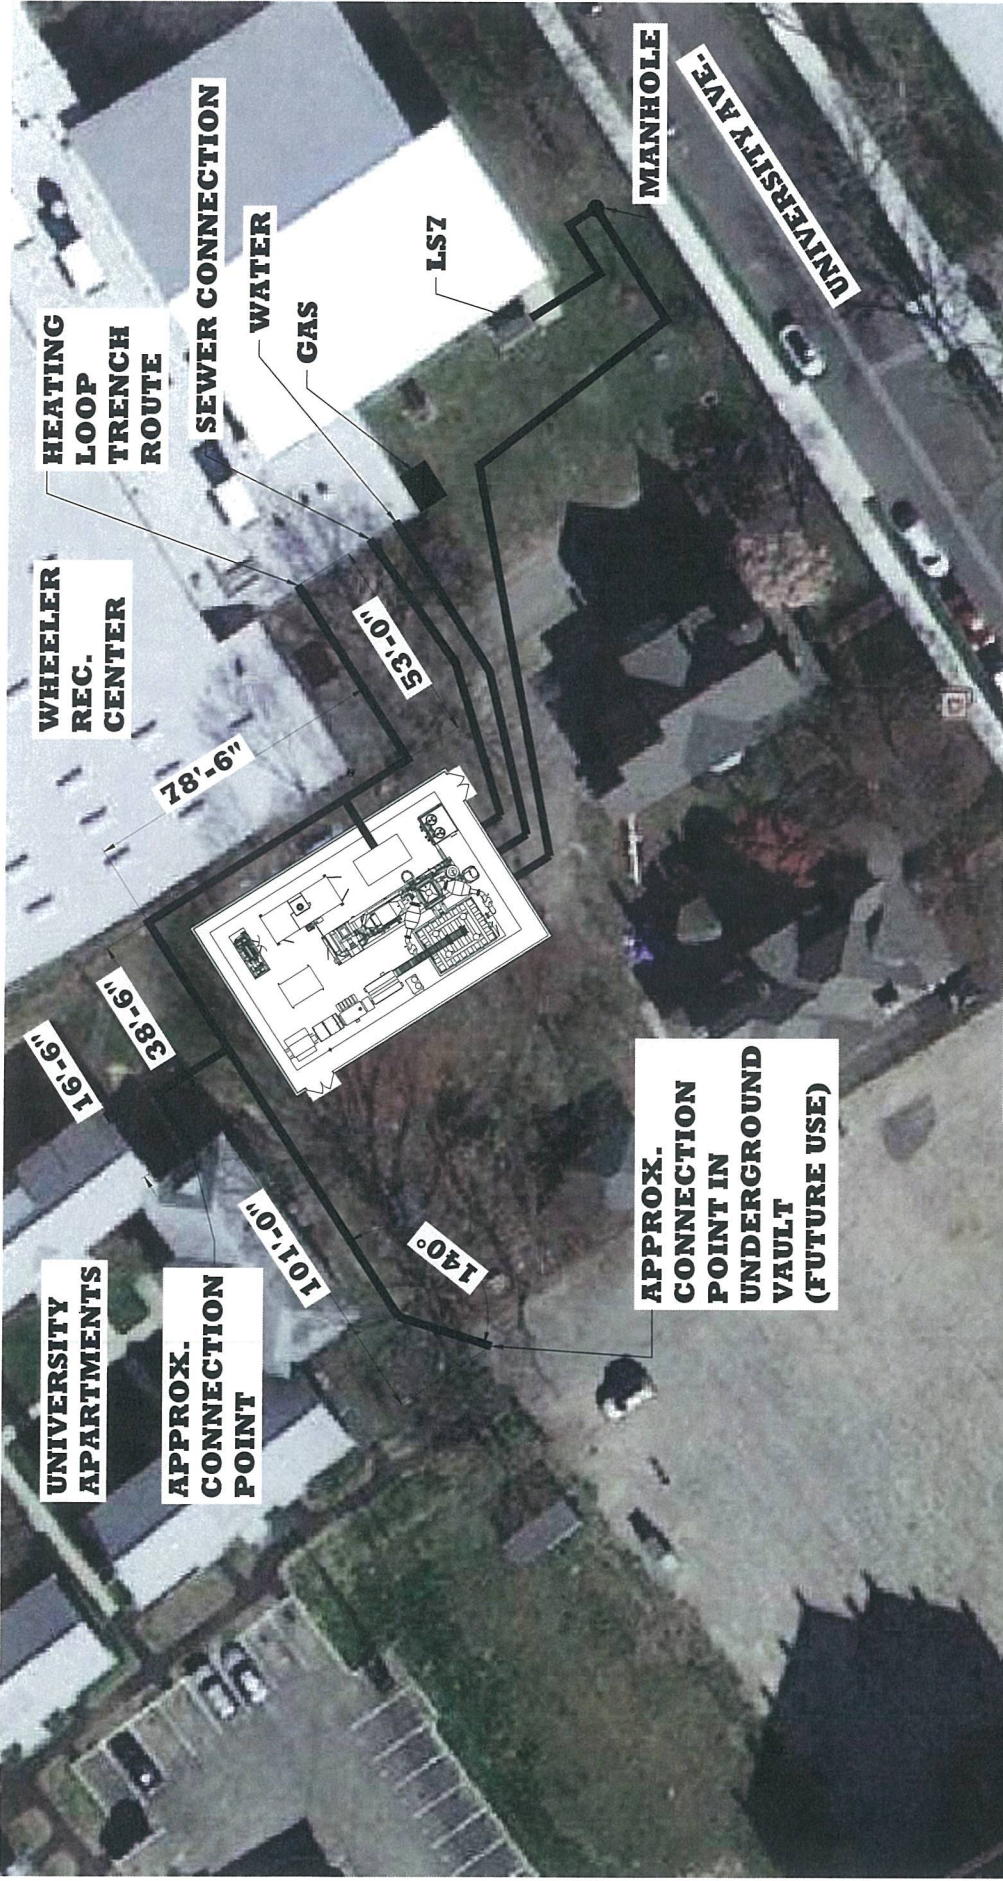 UNIVERSITY
APARTMENTS
APPROX.
CONNECTION
POINT
16'-6"
38'-6"
101'-0"
140°
78'-6"
WHEELER
REC.
CENTER
53'-0"
HEATING
LOOP
TRENCH
ROUTE
SEWER CONNECTION
WATER
GAS
LS7
MANHOLE
UNIVERSITY AVE.
APPROX.
CONNECTION
POINT IN
UNDERGROUND
VAULT
(FUTURE USE)